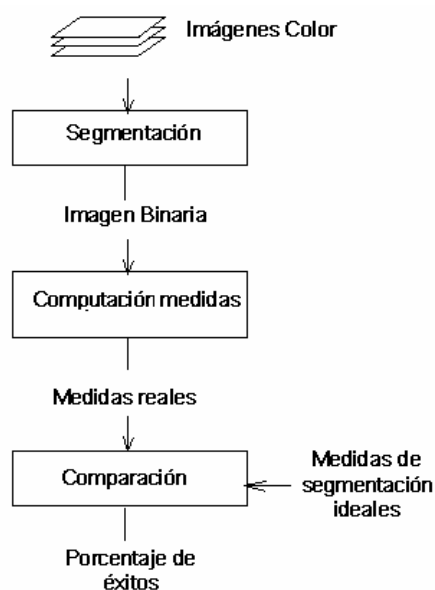 Imágenes Color
Segmentación
Imagen Binaria
Computación medidas
Medidas reales
Comparación
Medidas de
segmentación
ideales
Porcentaje de
éxitos